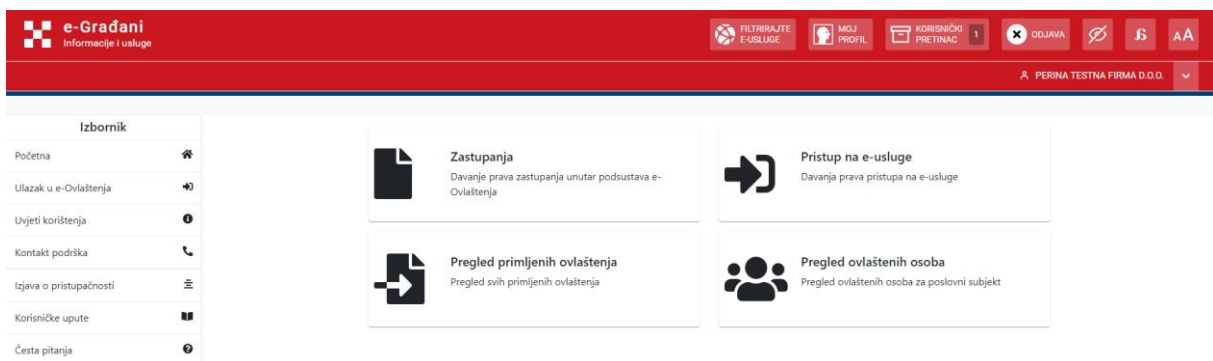 e-Građani
Informacije i usluge
FILTRIRAJTE
E-USLUGE
MOJ
PROFIL
KORISNIČKI
PRETINAC
1
ODJAVA
AA
PERINA TESTNA FIRMA D.O.O.
Izbornik
Početna
Ulazak u e-Ovlaštenja
Uvjeti korištenja
Kontakt podrška
Izjava o pristupačnosti
Korisničke upute
Česta pitanja
Zastupanja
Davanje prava zastupanja unutar podsustava e-
Ovlaštenja
Pristup na e-usluge
Davanja prava pristupa na e-usluge
Pregled primljenih ovlaštenja
Pregled svih primljenih ovlaštenja
Pregled ovlaštenih osoba
Pregled ovlaštenih osoba za poslovni subjekt